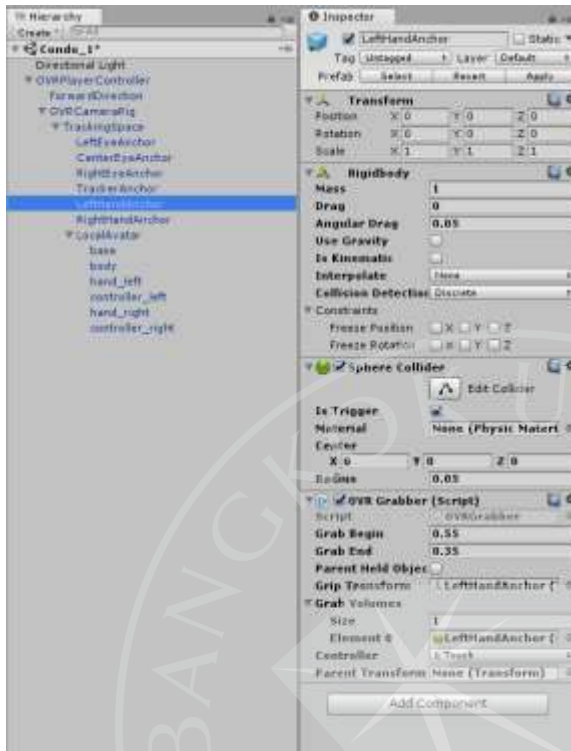 Hierarchy
Create
Condo_1*
Directional Light
OVRPlayerController
ForwardDirection
OVRCameraRig
TrackingSpace
LeftEyeAnchor
CenterEyeAnchor
RightEyeAnchor
TrackerAnchor
LeftHandAnchor
RightHandAnchor
LocalAvatar
base
body
hand_left
controller_left
hand_right
controller_right
Inspector
LeftHandAnchor Static
Tag Untagged Layer Default
Prefab Select Revert Apply
Transform
Position X 0 Y 0 Z 0
Rotation X 0 Y 0 Z 0
Scale X 1 Y 1 Z 1
Rigidbody
Mass 1
Drag 0
Angular Drag 0.05
Use Gravity
Is Kinematic
Interpolate None
Collision Detection Discrete
Constraints
Freeze Position X Y Z
Freeze Rotation X Y Z
Sphere Collider
Edit Collider
Is Trigger
Material None (Physic Materi
Center
X 0 Y 0 Z 0
Radius 0.05
OVR Grabber (Script)
Script OVRGrabber
Grab Begin 0.55
Grab End 0.35
Parent Held Objec
Grip Transform LeftHandAnchor (
Grab Volumes
Size 1
Element 0 LeftHandAnchor (
Controller L Touch
Parent Transform None (Transform)
Add Component
BANGKOK U